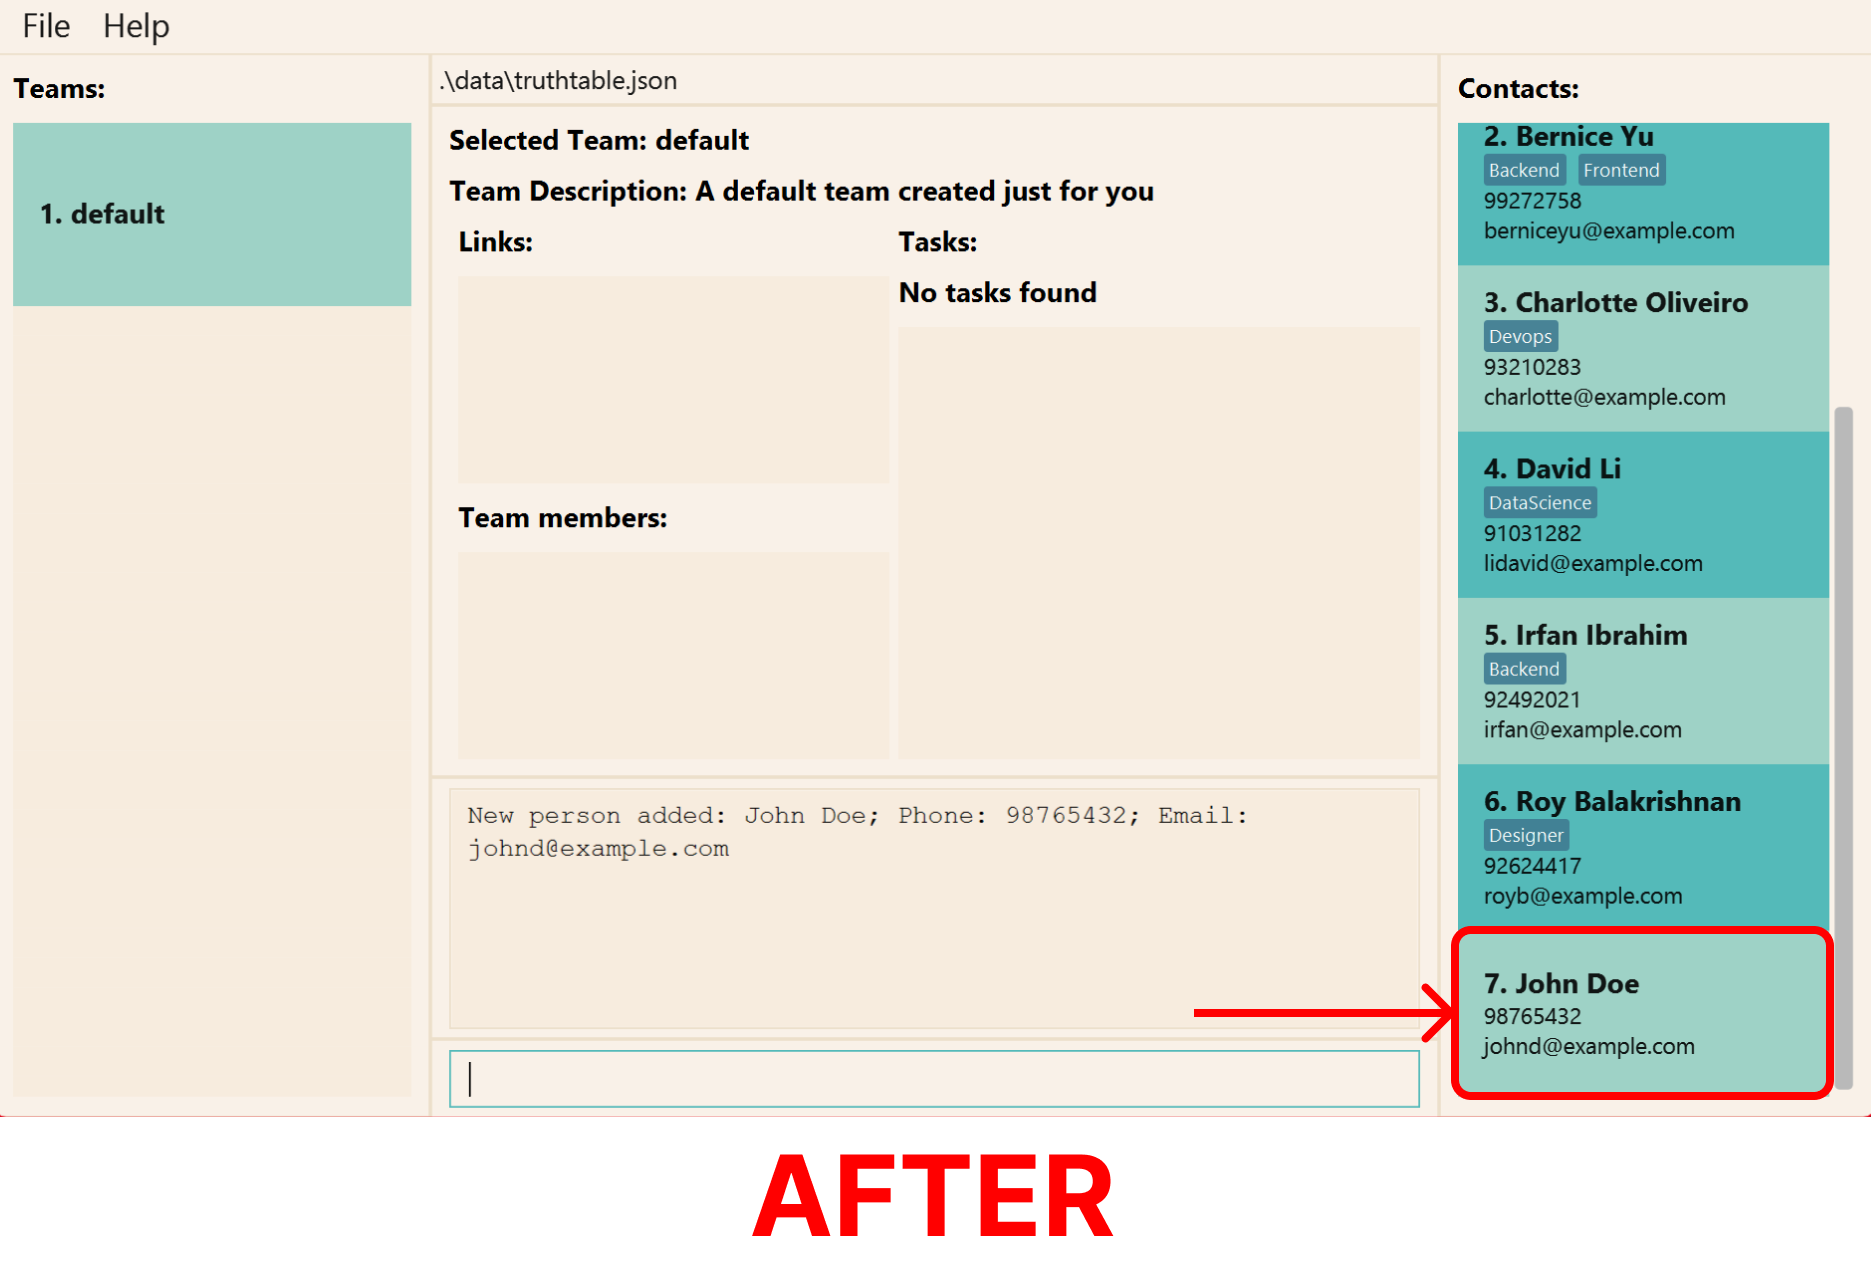 File Help
Teams:
1. default
.\data\truthtable.json
Selected Team: default
Team Description: A default team created just for you
Links:
Tasks:
No tasks found
Team members:
New person added: John Doe; Phone: 98765432; Email:
johnd@example.com
Contacts:
2. Bernice Yu
Backend Frontend
99272758
berniceyu@example.com
3. Charlotte Oliveiro
Devops
93210283
charlotte@example.com
4. David Li
DataScience
91031282
lidavid@example.com
5. Irfan Ibrahim
Backend
92492021
irfan@example.com
6. Roy Balakrishnan
Designer
92624417
royb@example.com
7. John Doe
98765432
johnd@example.com
AFTER